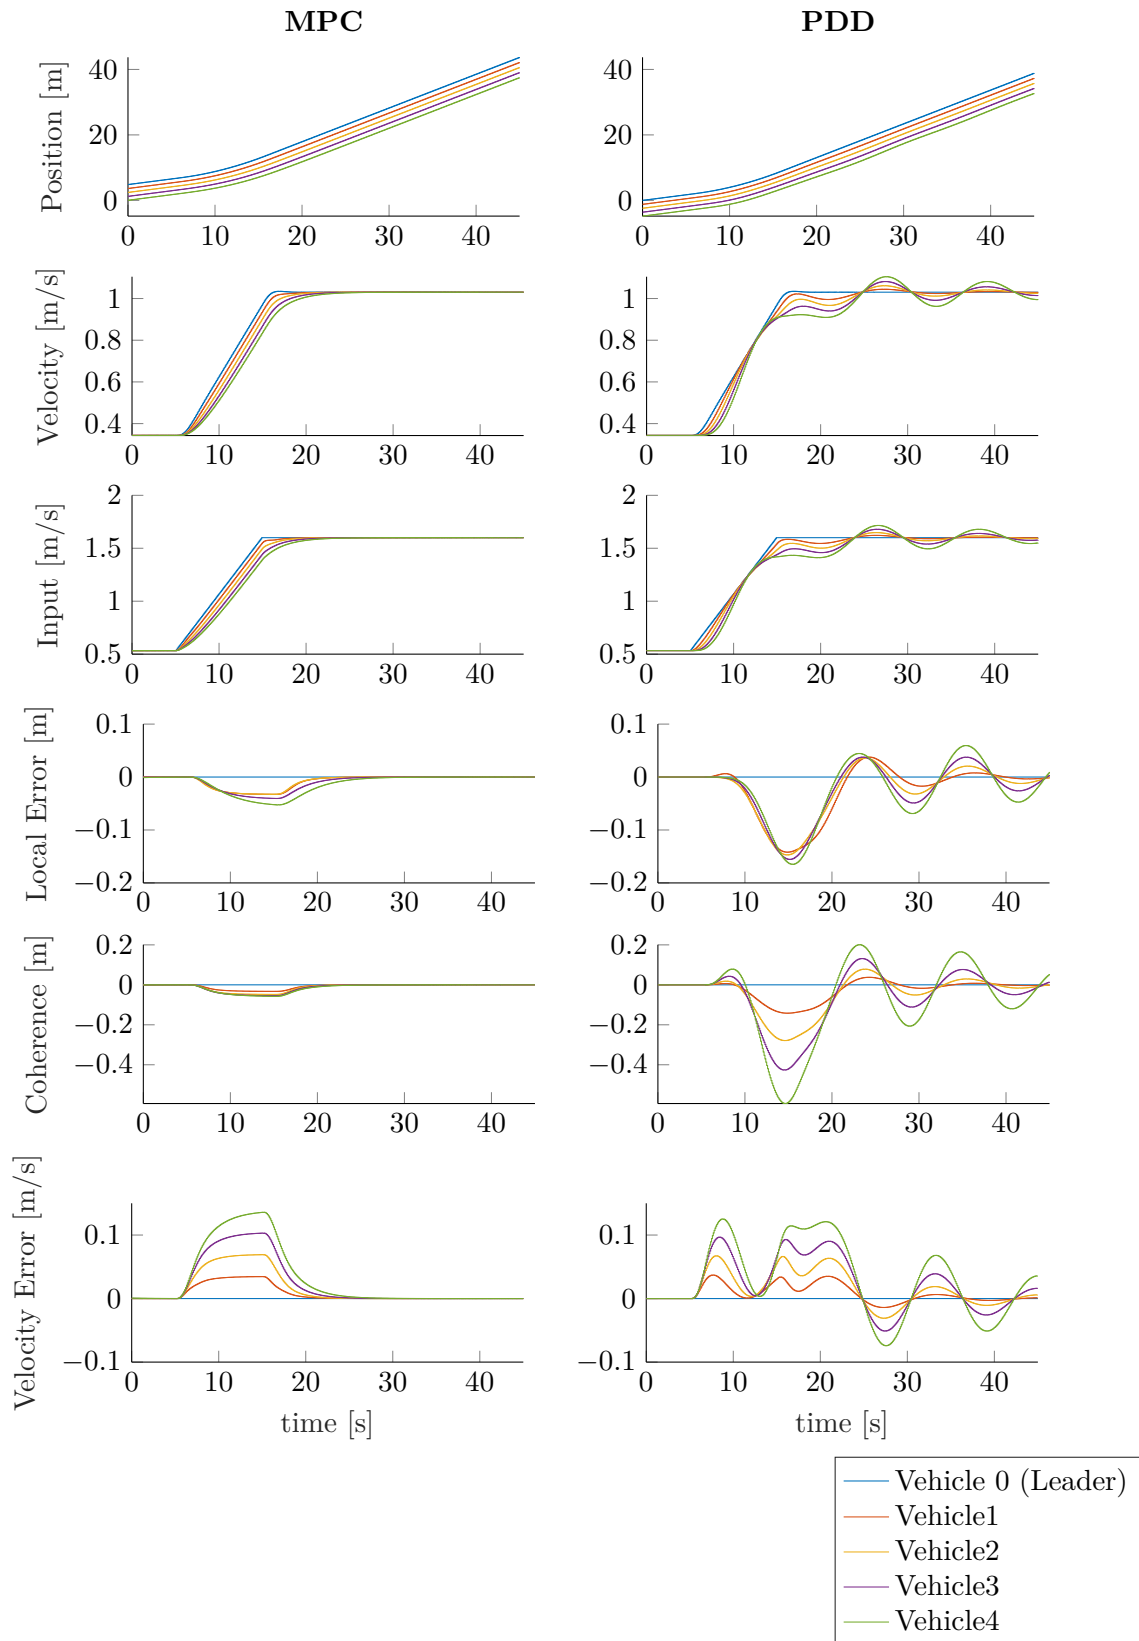 MPC
PDD
Position [m]
40
20
0
0 10 20 30 40
40
20
0
0 10 20 30 40
Velocity [m/s]
1
0.8
0.6
0.4
0 10 20 30 40
1
0.8
0.6
0.4
0 10 20 30 40
Input [m/s]
2
1.5
1
0.5
0 10 20 30 40
2
1.5
1
0.5
0 10 20 30 40
Local Error [m]
0.1
0
−0.1
−0.2
0 10 20 30 40
0.1
0
−0.1
−0.2
0 10 20 30 40
Coherence [m]
0.2
0
−0.2
−0.4
0 10 20 30 40
0.2
0
−0.2
−0.4
0 10 20 30 40
Velocity Error [m/s]
0.1
0
−0.1
0 10 20 30 40
time [s]
0.1
0
−0.1
0 10 20 30 40
time [s]
Vehicle 0 (Leader)
Vehicle1
Vehicle2
Vehicle3
Vehicle4